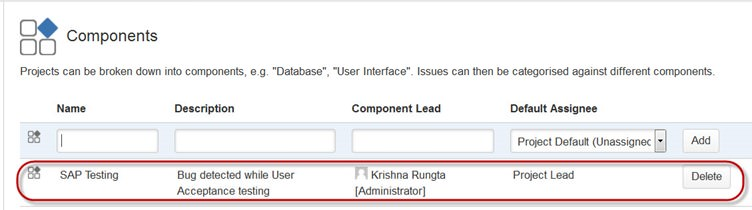 Components
Projects can be broken down into components, e.g. "Database", "User Interface". Issues can then be categorised against different components.
Name Description Component Lead Default Assignee
Project Default (Unassigned Add
SAP Testing Bug detected while User Krishna Rungta Project Lead Delete
Acceptance testing [Administrator]